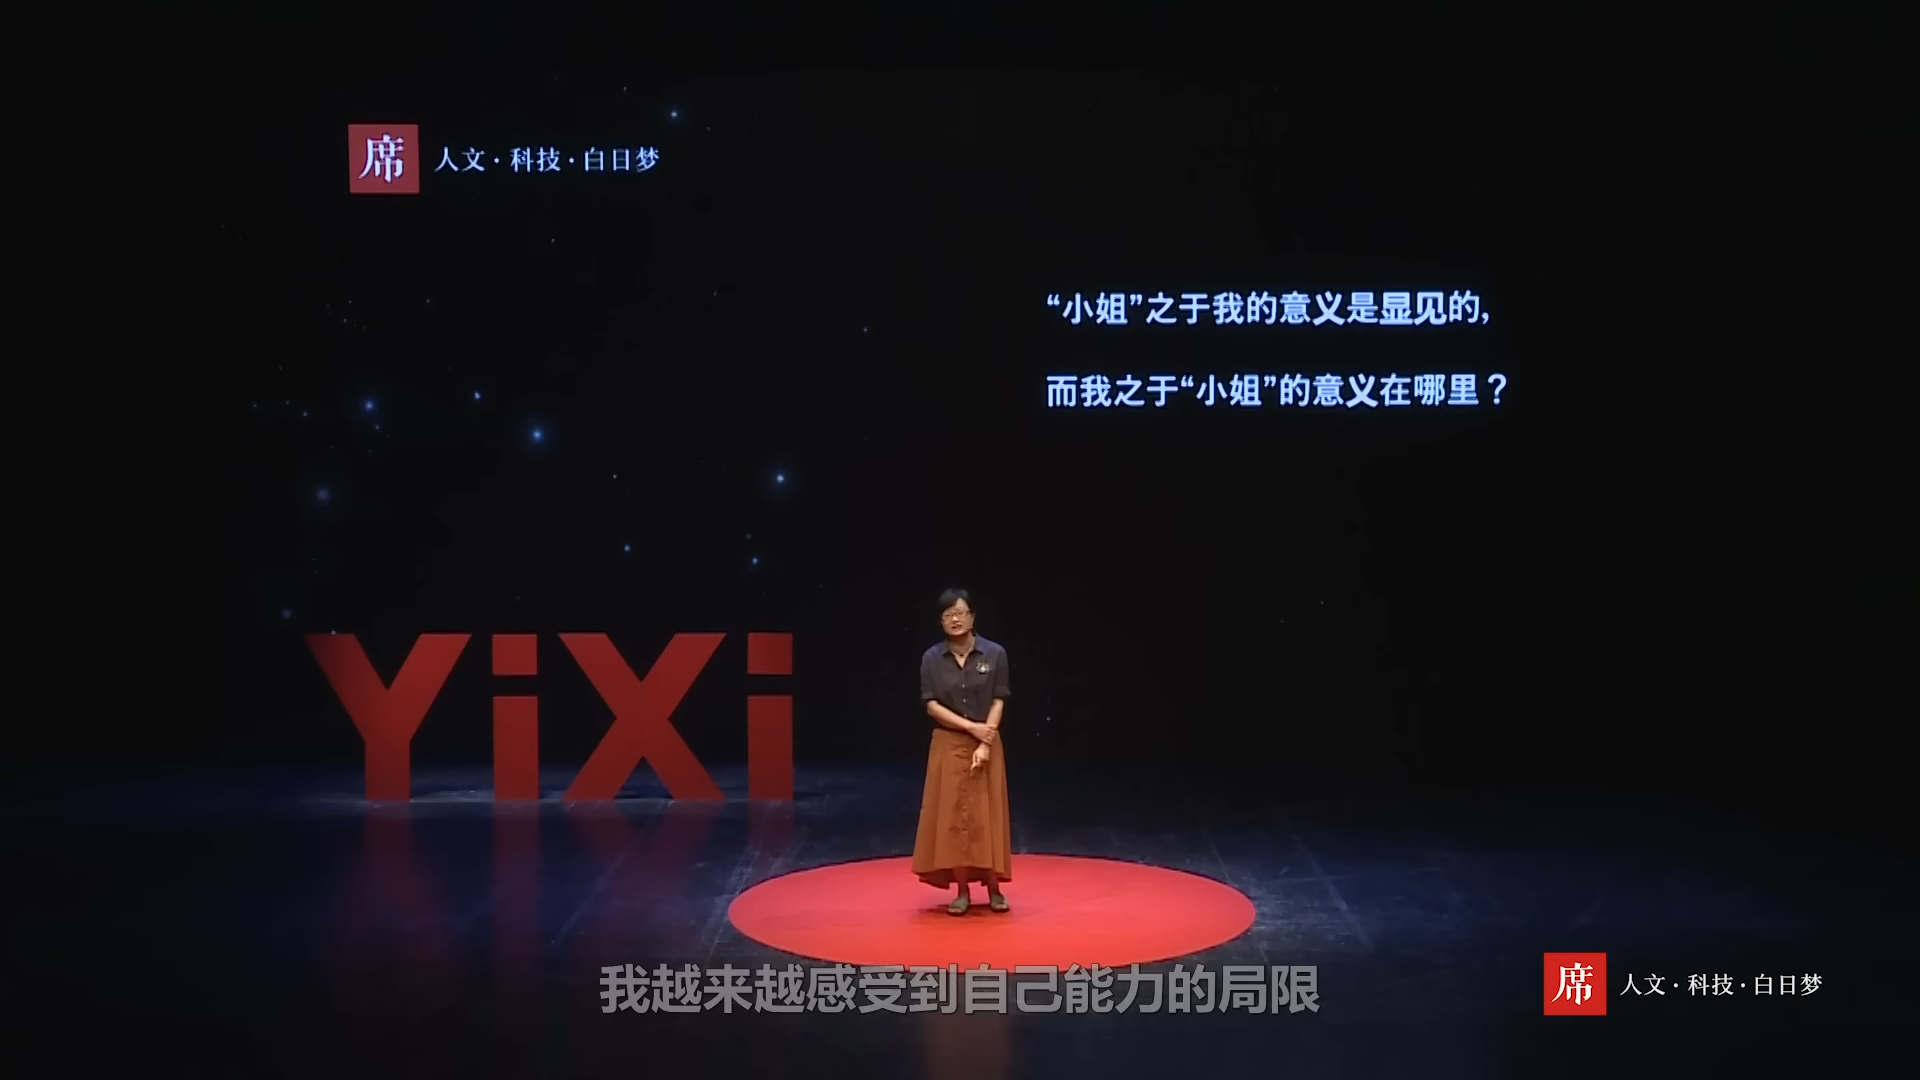 席 人文·科技·白日梦
“小姐”之于我的意义是显见的，
而我之于“小姐”的意义在哪里？
YiXi
我越来越感受到自己能力的局限
席 人文·科技·白日梦